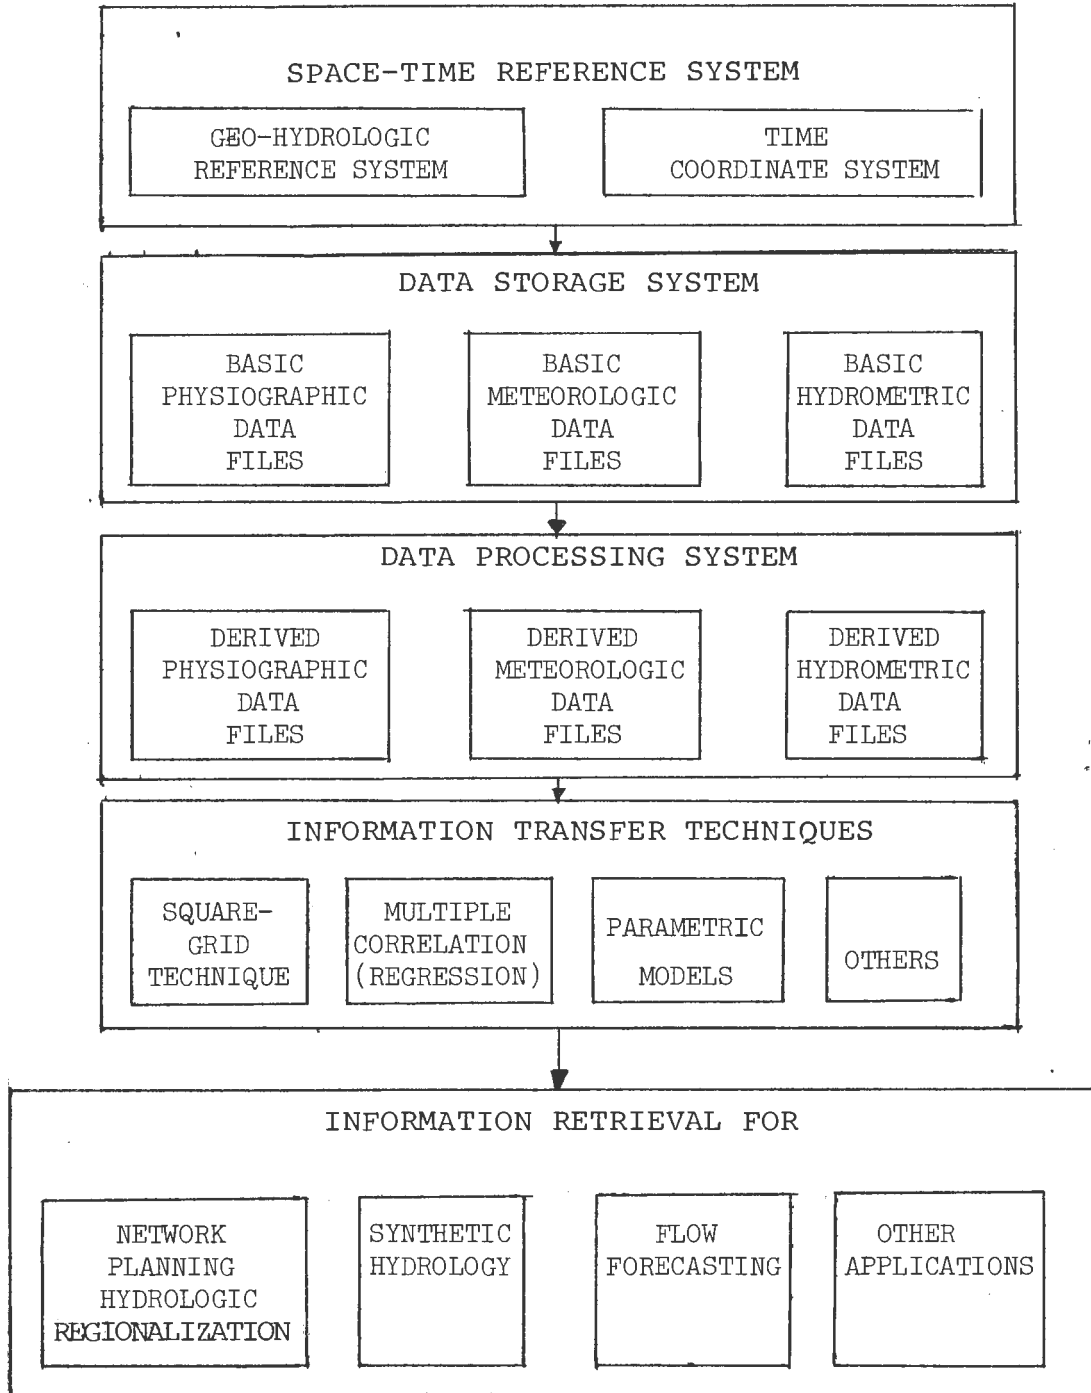 SPACE-TIME REFERENCE SYSTEM
GEO-HYDROLOGIC
REFERENCE SYSTEM
TIME
COORDINATE SYSTEM
DATA STORAGE SYSTEM
BASIC
PHYSIOGRAPHIC
DATA
FILES
BASIC
METEOROLOGIC
DATA
FILES
BASIC
HYDROMETRIC
DATA
FILES
DATA PROCESSING SYSTEM
DERIVED
PHYSIOGRAPHIC
DATA
FILES
DERIVED
METEOROLOGIC
DATA
FILES
DERIVED
HYDROMETRIC
DATA
FILES
INFORMATION TRANSFER TECHNIQUES
SQUARE-
GRID
TECHNIQUE
MULTIPLE
CORRELATION
(REGRESSION)
PARAMETRIC
MODELS
OTHERS
INFORMATION RETRIEVAL FOR
NETWORK
PLANNING
HYDROLOGIC
REGIONALIZATION
SYNTHETIC
HYDROLOGY
FLOW
FORECASTING
OTHER
APPLICATIONS